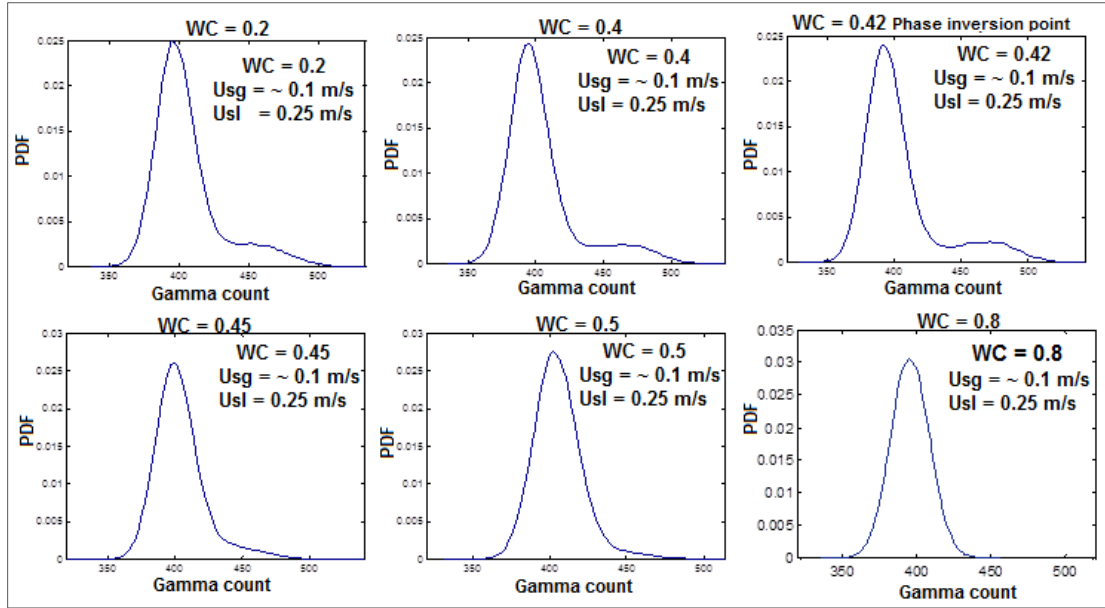 WC = 0.2
WC = 0.2
Usg = ~ 0.1 m/s
Usl = 0.25 m/s
0.025
0.02
0.015
0.01
0.005
0
PDF
350
400
450
500
Gamma count
WC = 0.4
WC = 0.4
Usg = ~ 0.1 m/s
Usl = 0.25 m/s
0.025
0.02
0.015
0.01
0.005
0
PDF
350
400
450
500
Gamma count
WC = 0.42 Phase inversion point
WC = 0.42
Usg = ~ 0.1 m/s
Usl = 0.25 m/s
0.025
0.02
0.015
0.01
0.005
0
PDF
350
400
450
500
Gamma count
WC = 0.45
WC = 0.45
Usg = ~ 0.1 m/s
Usl = 0.25 m/s
0.03
0.025
0.02
0.015
0.01
0.005
0
PDF
350
400
450
500
Gamma count
WC = 0.5
WC = 0.5
Usg = ~ 0.1 m/s
Usl = 0.25 m/s
0.03
0.025
0.02
0.015
0.01
0.005
0
PDF
350
400
450
500
Gamma count
WC = 0.8
WC = 0.8
Usg = ~ 0.1 m/s
Usl = 0.25 m/s
0.035
0.03
0.025
0.02
0.015
0.01
0.005
0
PDF
350
400
450
500
Gamma count